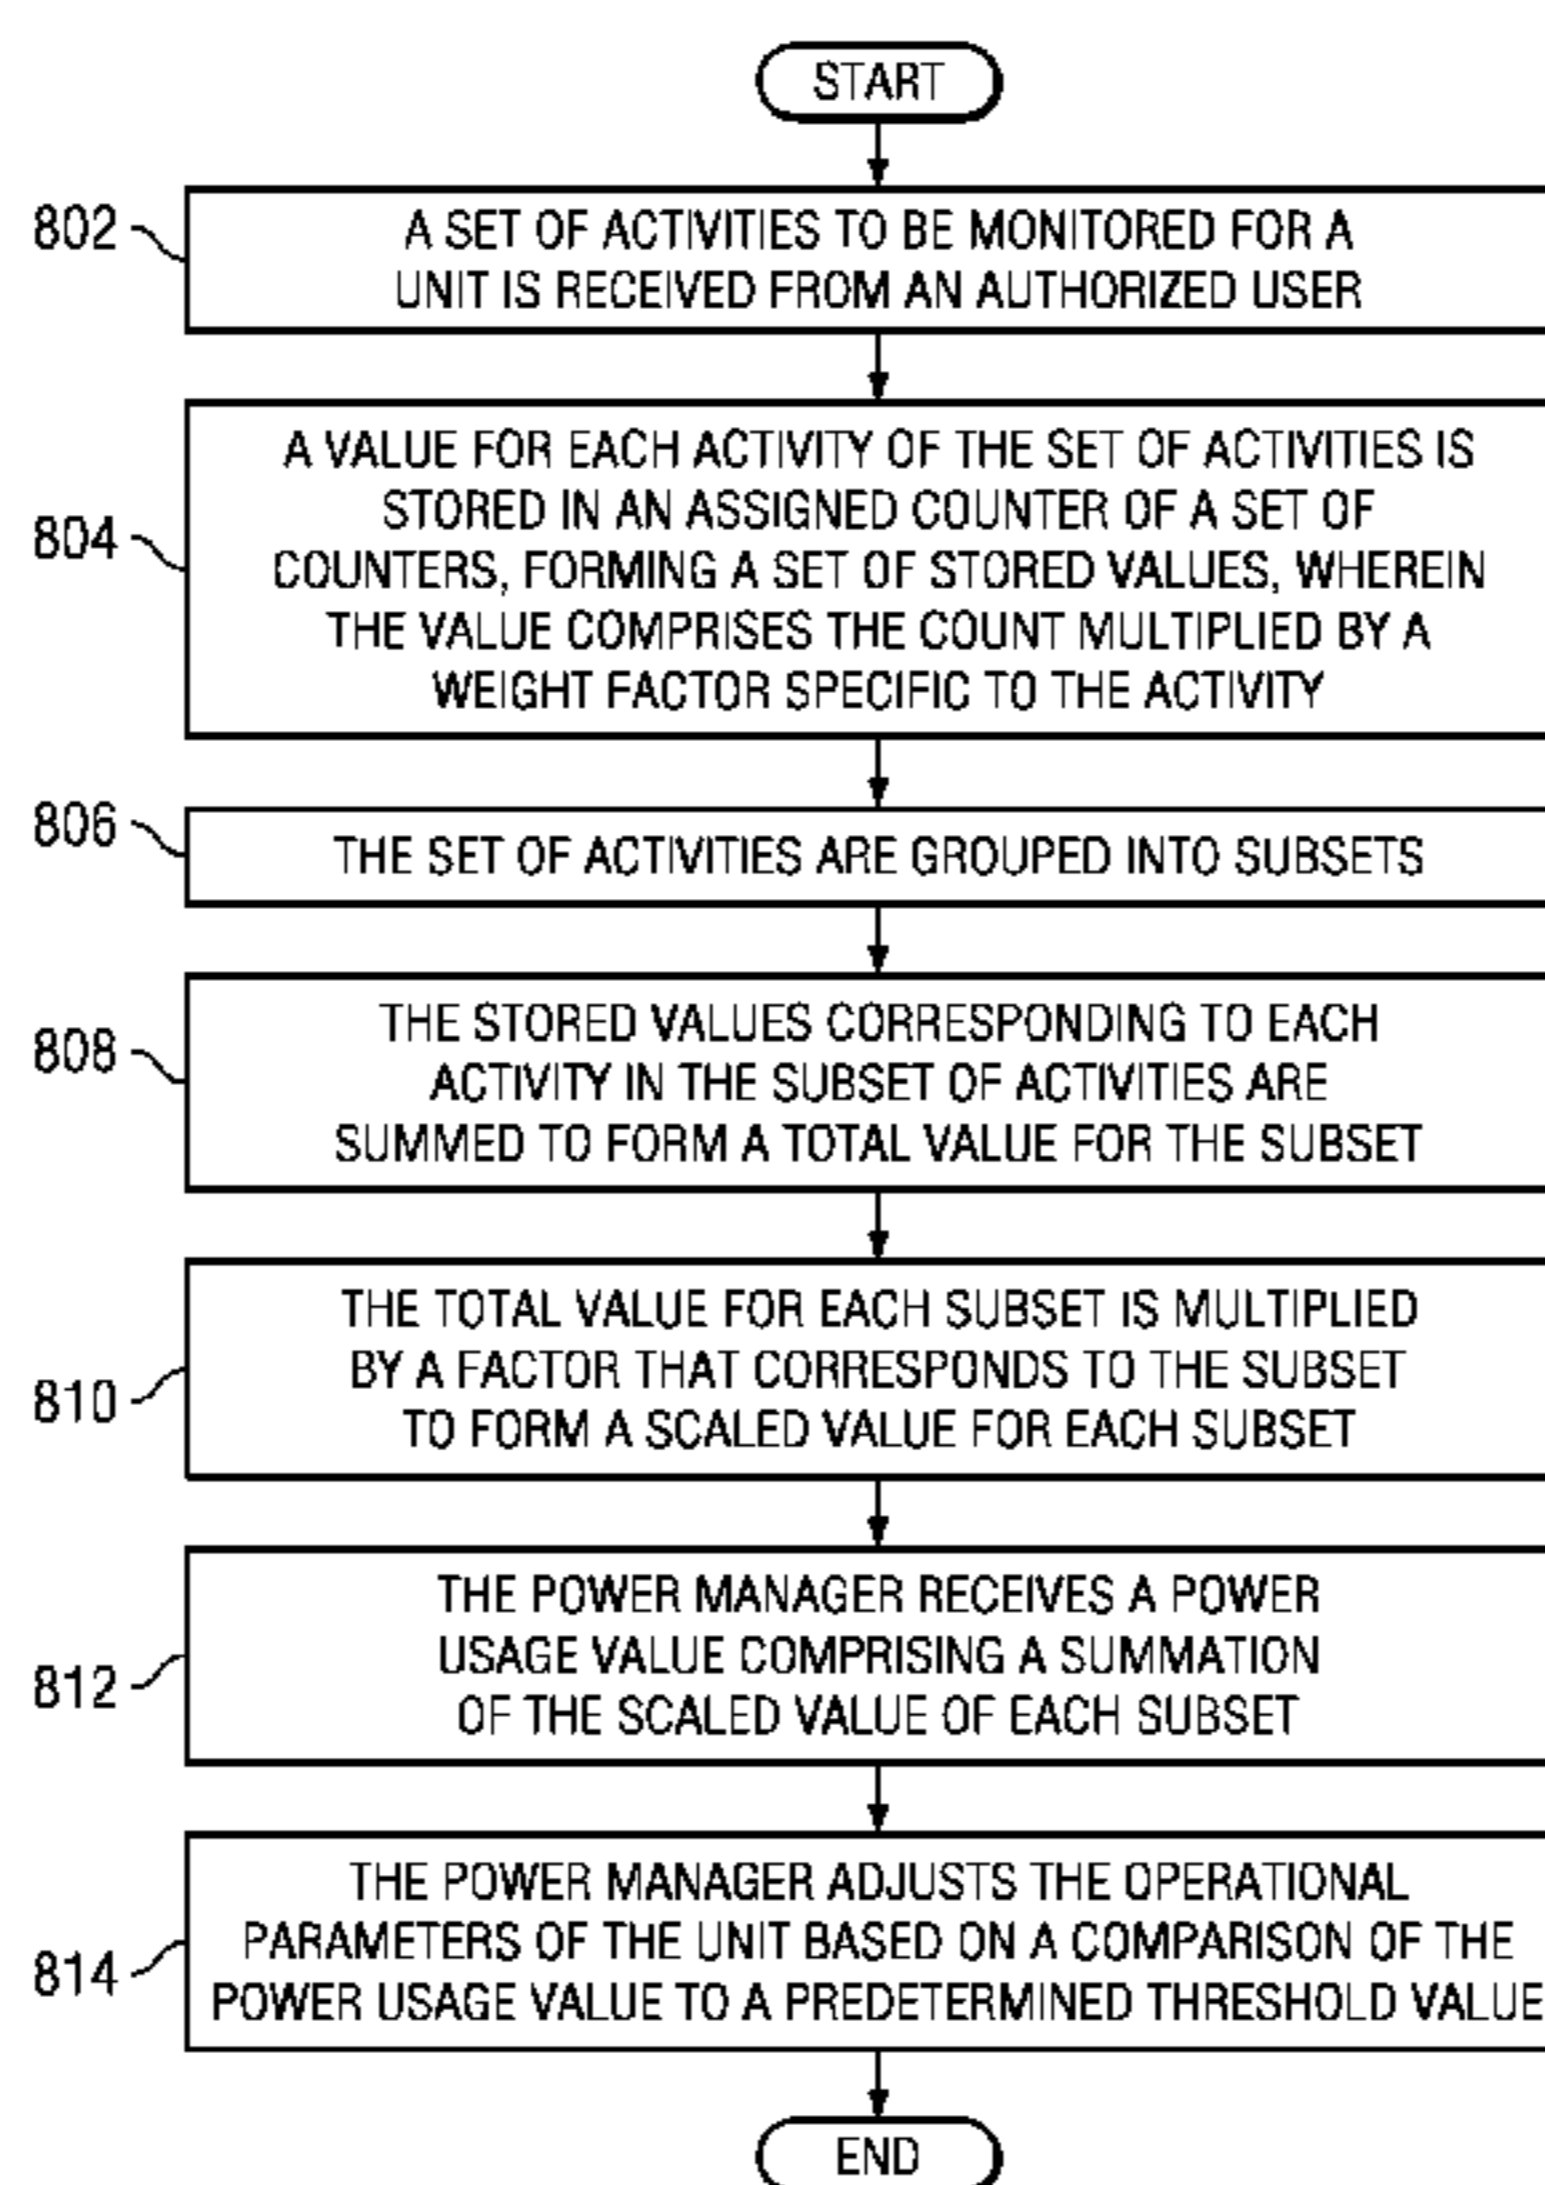 START
802
A SET OF ACTIVITIES TO BE MONITORED FOR A
UNIT IS RECEIVED FROM AN AUTHORIZED USER
804
A VALUE FOR EACH ACTIVITY OF THE SET OF ACTIVITIES IS
STORED IN AN ASSIGNED COUNTER OF A SET OF
COUNTERS, FORMING A SET OF STORED VALUES, WHEREIN
THE VALUE COMPRISES THE COUNT MULTIPLIED BY A
WEIGHT FACTOR SPECIFIC TO THE ACTIVITY
806
THE SET OF ACTIVITIES ARE GROUPED INTO SUBSETS
808
THE STORED VALUES CORRESPONDING TO EACH
ACTIVITY IN THE SUBSET OF ACTIVITIES ARE
SUMMED TO FORM A TOTAL VALUE FOR THE SUBSET
810
THE TOTAL VALUE FOR EACH SUBSET IS MULTIPLIED
BY A FACTOR THAT CORRESPONDS TO THE SUBSET
TO FORM A SCALED VALUE FOR EACH SUBSET
812
THE POWER MANAGER RECEIVES A POWER
USAGE VALUE COMPRISING A SUMMATION
OF THE SCALED VALUE OF EACH SUBSET
814
THE POWER MANAGER ADJUSTS THE OPERATIONAL
PARAMETERS OF THE UNIT BASED ON A COMPARISON OF THE
POWER USAGE VALUE TO A PREDETERMINED THRESHOLD VALUE
END